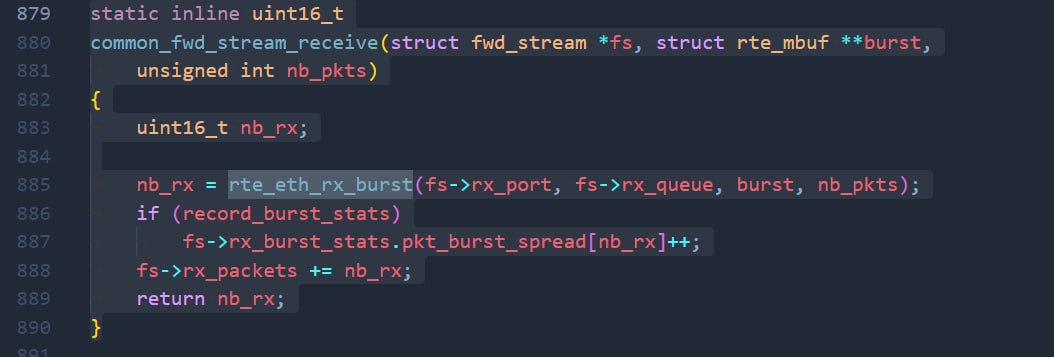 879 static inline uint16_t
880 common_fwd_stream_receive(struct fwd_stream *fs, struct rte_mbuf **burst,
881     unsigned int nb_pkts)
882 {
883     uint16_t nb_rx;
884
885     nb_rx = rte_eth_rx_burst(fs->rx_port, fs->rx_queue, burst, nb_pkts);
886     if (record_burst_stats)
887         fs->rx_burst_stats.pkt_burst_spread[nb_rx]++;
888     fs->rx_packets += nb_rx;
889     return nb_rx;
890 }
891